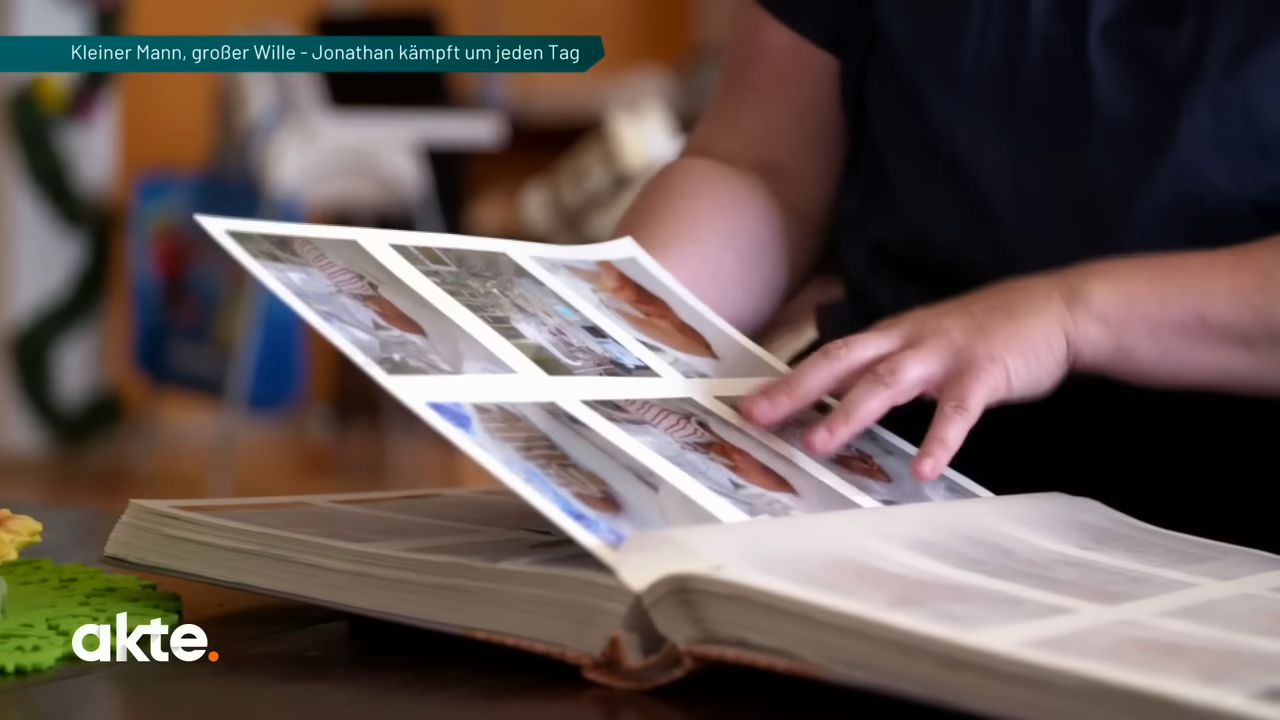 Kleiner Mann, großer Wille - Jonathan kämpft um jeden Tag
akte.